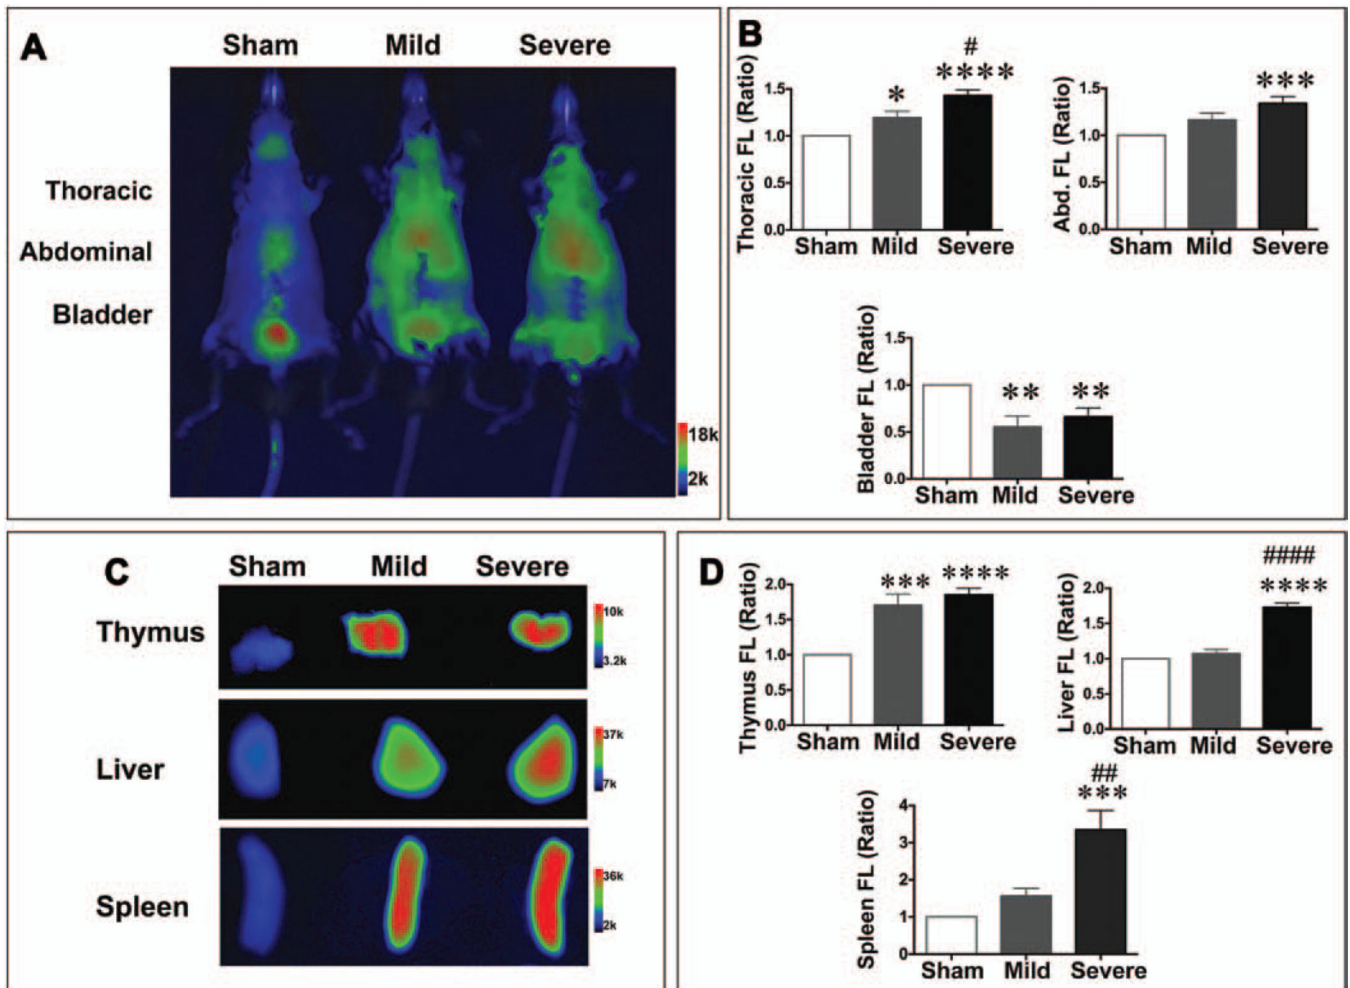 A
Sham Mild Severe
Thoracic
Abdominal
Bladder
18k
2k
B
Thoracic FL (Ratio)
1.5
1.0
0.5
0.0
*
#
****
Sham Mild Severe
Abd. FL (Ratio)
1.5
1.0
0.5
0.0
***
Sham Mild Severe
Bladder FL (Ratio)
1.5
1.0
0.5
0.0
** **
Sham Mild Severe
C
Sham Mild Severe
Thymus
10k
3.2k
Liver
37k
7k
Spleen
36k
2k
D
Thymus FL (Ratio)
2.0
1.5
1.0
0.5
0.0
*** ****
Sham Mild Severe
Liver FL (Ratio)
2.0
1.5
1.0
0.5
0.0
####
****
Sham Mild Severe
Spleen FL (Ratio)
4
3
2
1
0
##
***
Sham Mild Severe